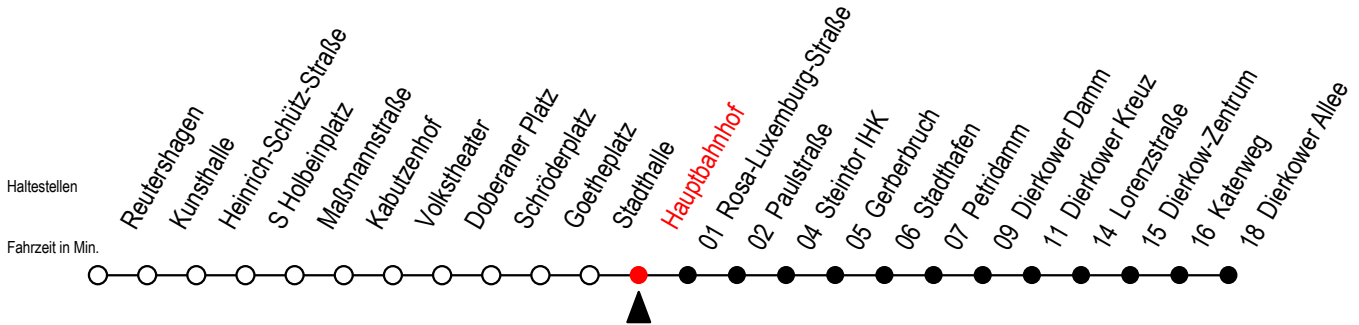 Haltestellen
Fahrzeit in Min.
Reutershagen
Kunsthalle
Heinrich-Schütz-Straße
S Holbeinplatz
Maßmannstraße
Kabutzenhof
Volkstheater
Doberaner Platz
Schröderplatz
Goetheplatz
Stadthalle
Hauptbahnhof
01 Rosa-Luxemburg-Straße
02 Paulstraße
04 Steintor IHK
05 Gerberbruch
06 Stadthafen
07 Petridamm
09 Dierkower Damm
11 Dierkower Kreuz
14 Lorenzstraße
15 Dierkow-Zentrum
16 Katerweg
18 Dierkower Allee